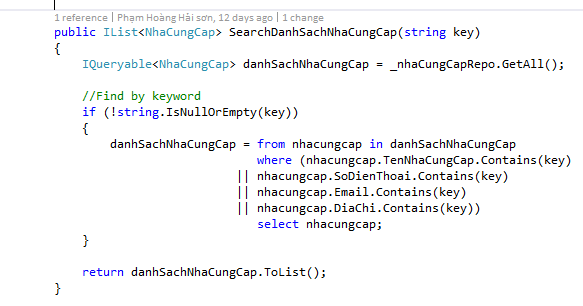 1 reference | Phạm Hoàng Hải sơn, 12 days ago | 1 change
public IList<NhaCungCap> SearchDanhSachNhaCungCap(string key)
{
    IQueryable<NhaCungCap> danhSachNhaCungCap = _nhaCungCapRepo.GetAll();

    //Find by keyword
    if (!string.IsNullOrEmpty(key))
    {
        danhSachNhaCungCap = from nhacungcap in danhSachNhaCungCap
                             where (nhacungcap.TenNhaCungCap.Contains(key)
                          || nhacungcap.SoDienThoai.Contains(key)
                          || nhacungcap.Email.Contains(key)
                          || nhacungcap.DiaChi.Contains(key))
                             select nhacungcap;
    }

    return danhSachNhaCungCap.ToList();
}